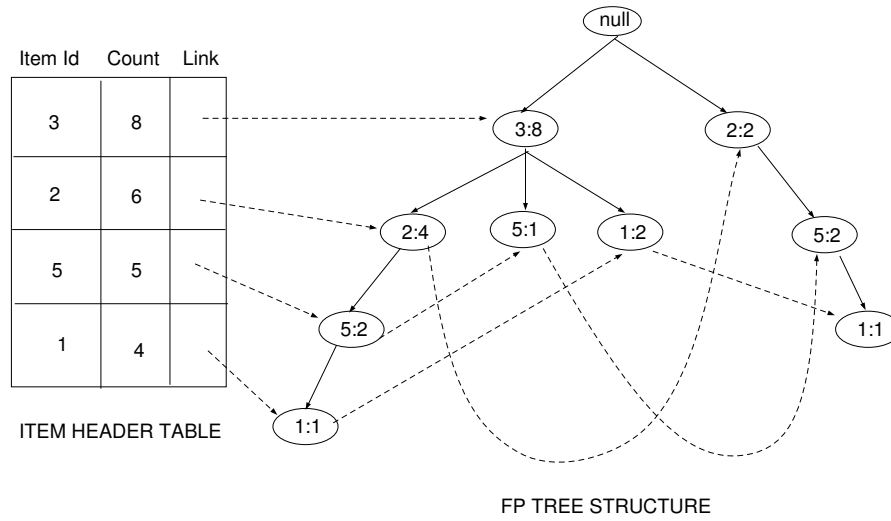 null
Item Id Count Link
3 8
3:8 2:2
2 6
2:4 5:1 1:2 5:2
5 5
5:2 1:1
1 4
1:1
ITEM HEADER TABLE
FP TREE STRUCTURE